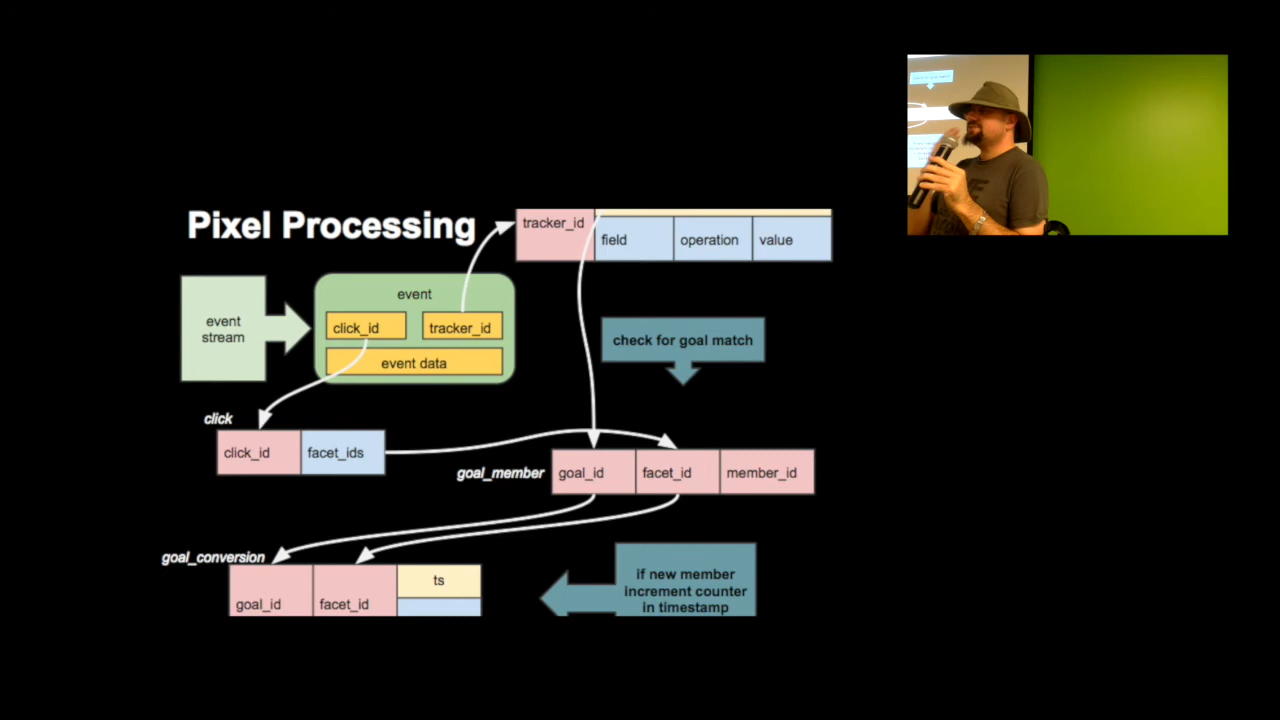 Pixel Processing
tracker_id
field
operation
value
event
stream
event
click_id
tracker_id
event data
check for goal match
click
click_id
facet_ids
goal_member
goal_id
facet_id
member_id
goal_conversion
goal_id
facet_id
ts
if new member
increment counter
in timestamp